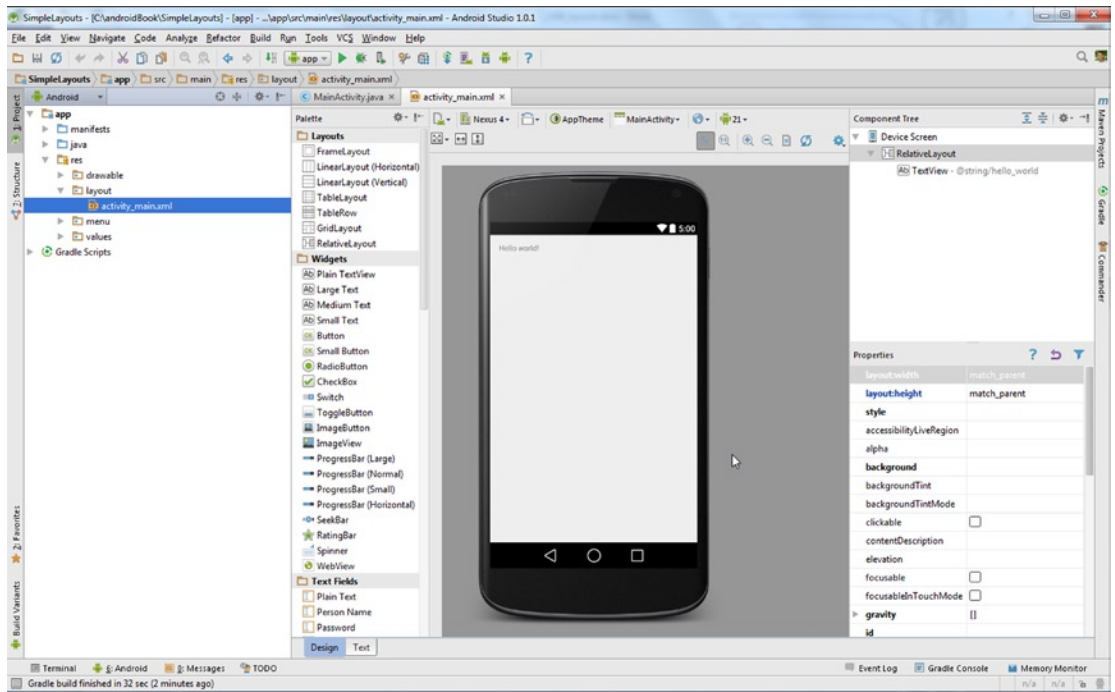 SimpleLayouts - [C:\androidBook\SimpleLayouts] - [app] - ...\app\src\main\res\layout\activity_main.xml - Android Studio 1.0.1
File Edit View Navigate Code Analyze Refactor Build Run Tools VCS Window Help
app
SimpleLayouts app src main res layout activity_main.xml
Android
MainActivity.java × activity_main.xml ×
1: Project
2: Structure
2: Favorites
Build Variants
app
manifests
java
res
drawable
layout
activity_main.xml
menu
values
Gradle Scripts
Palette
Layouts
FrameLayout
LinearLayout (Horizontal)
LinearLayout (Vertical)
TableLayout
TableRow
GridLayout
RelativeLayout
Widgets
Plain TextView
Large Text
Medium Text
Small Text
Button
Small Button
RadioButton
CheckBox
Switch
ToggleButton
ImageButton
ImageView
ProgressBar (Large)
ProgressBar (Normal)
ProgressBar (Small)
ProgressBar (Horizontal)
SeekBar
RatingBar
Spinner
WebView
Text Fields
Plain Text
Person Name
Password
Design Text
Nexus 4 AppTheme MainActivity 21
5:00
Hello world!
Component Tree
Device Screen
RelativeLayout
TextView - @string/hello_world
Properties
layout:width match_parent
layout:height match_parent
style
accessibilityLiveRegion
alpha
background
backgroundTint
backgroundTintMode
clickable
contentDescription
elevation
focusable
focusableInTouchMode
gravity []
id
Maven Projects
Gradle
Commander
Terminal 6: Android 0: Messages TODO
Event Log Gradle Console Memory Monitor
Gradle build finished in 32 sec (2 minutes ago)
n/a n/a